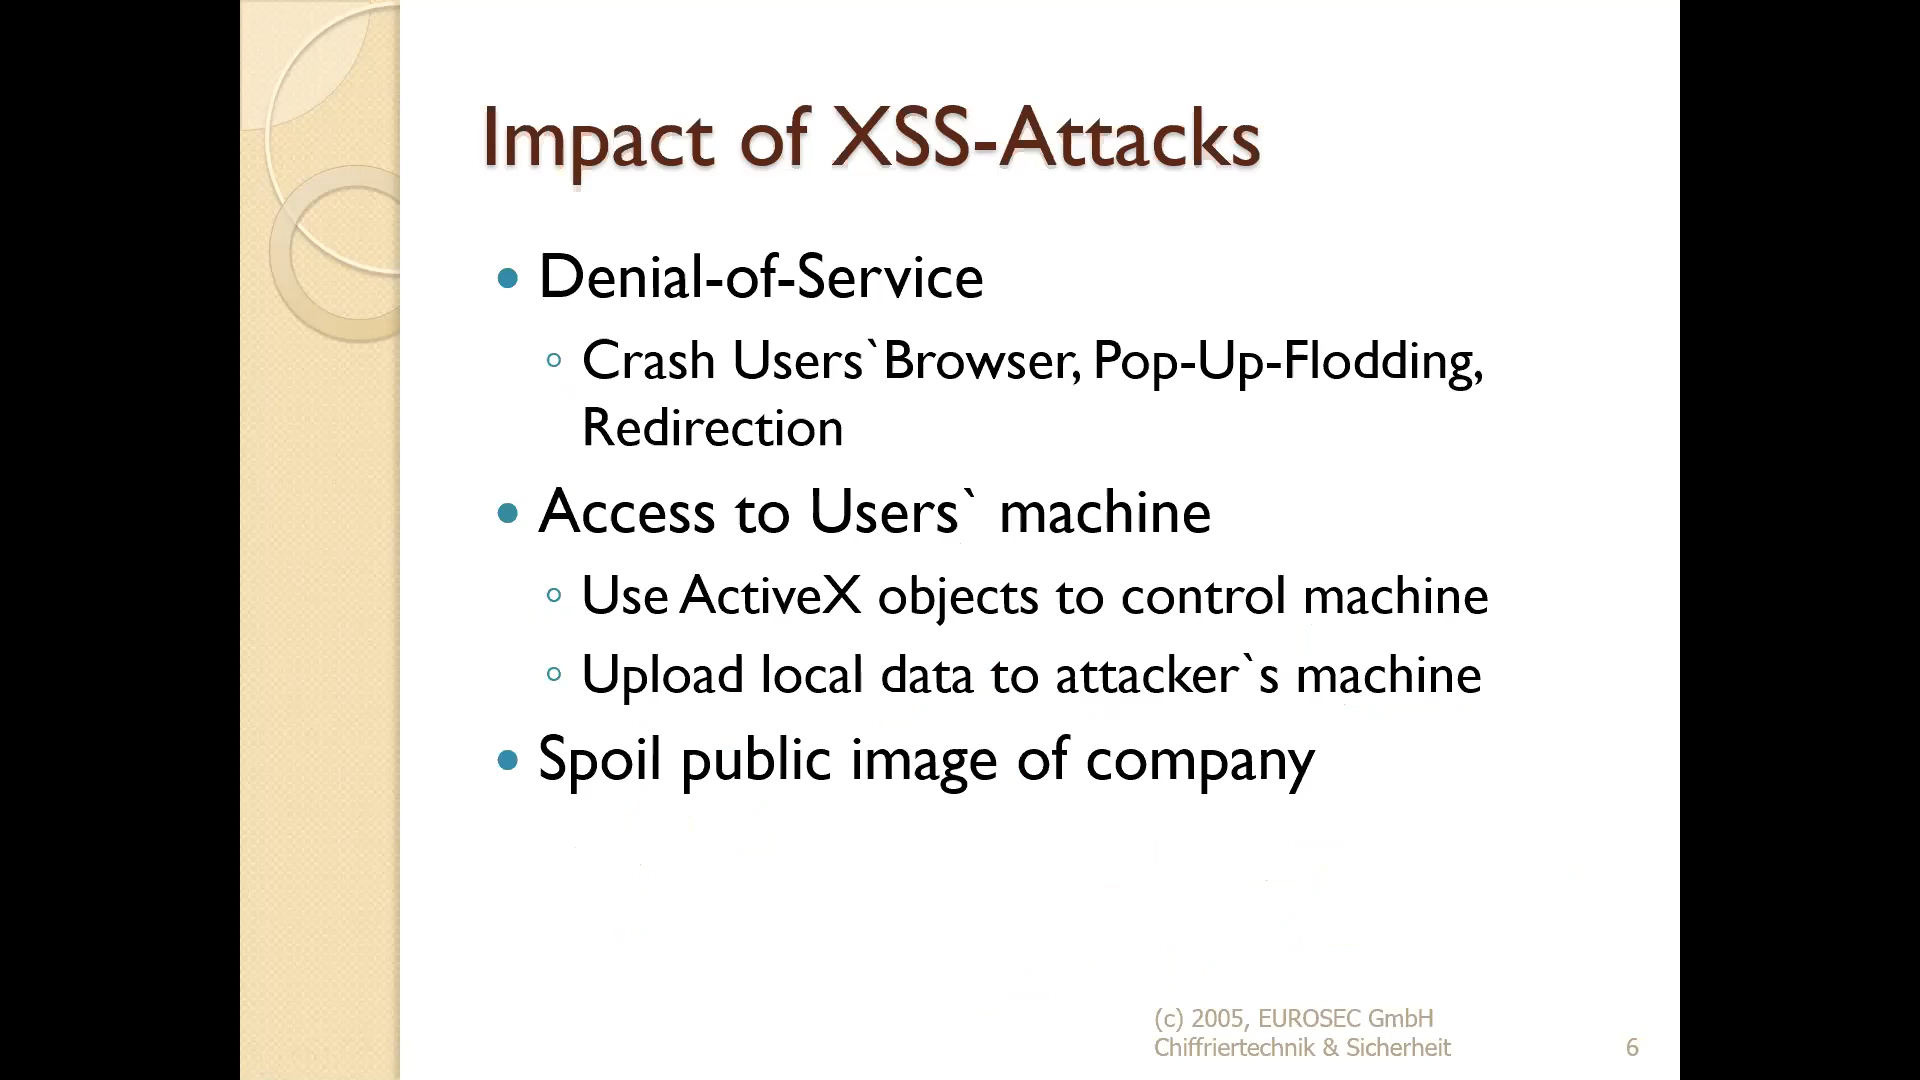 Impact of XSS-Attacks
Denial-of-Service
Crash Users`Browser, Pop-Up-Flodding,
Redirection
Access to Users` machine
Use ActiveX objects to control machine
Upload local data to attacker`s machine
Spoil public image of company
(c) 2005, EUROSEC GmbH
Chiffriertechnik & Sicherheit
6